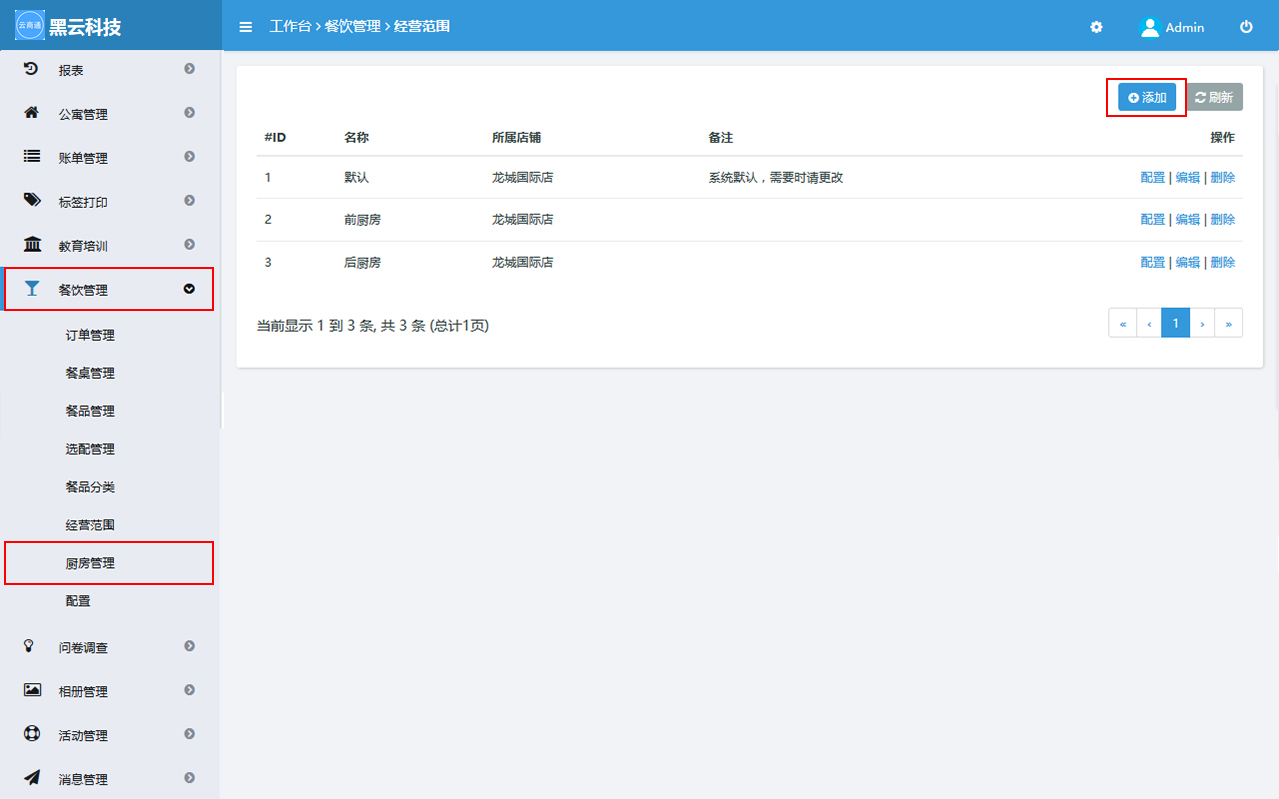 云商通 黑云科技
工作台 › 餐饮管理 › 经营范围
Admin
报表
公寓管理
账单管理
标签打印
教育培训
餐饮管理
订单管理
餐桌管理
餐品管理
选配管理
餐品分类
经营范围
厨房管理
配置
问卷调查
相册管理
活动管理
消息管理
添加 刷新
#ID 名称 所属店铺 备注 操作
1 默认 龙城国际店 系统默认，需要时请更改 配置 | 编辑 | 删除
2 前厨房 龙城国际店 配置 | 编辑 | 删除
3 后厨房 龙城国际店 配置 | 编辑 | 删除
当前显示 1 到 3 条, 共 3 条 (总计1页)
« ‹ 1 › »